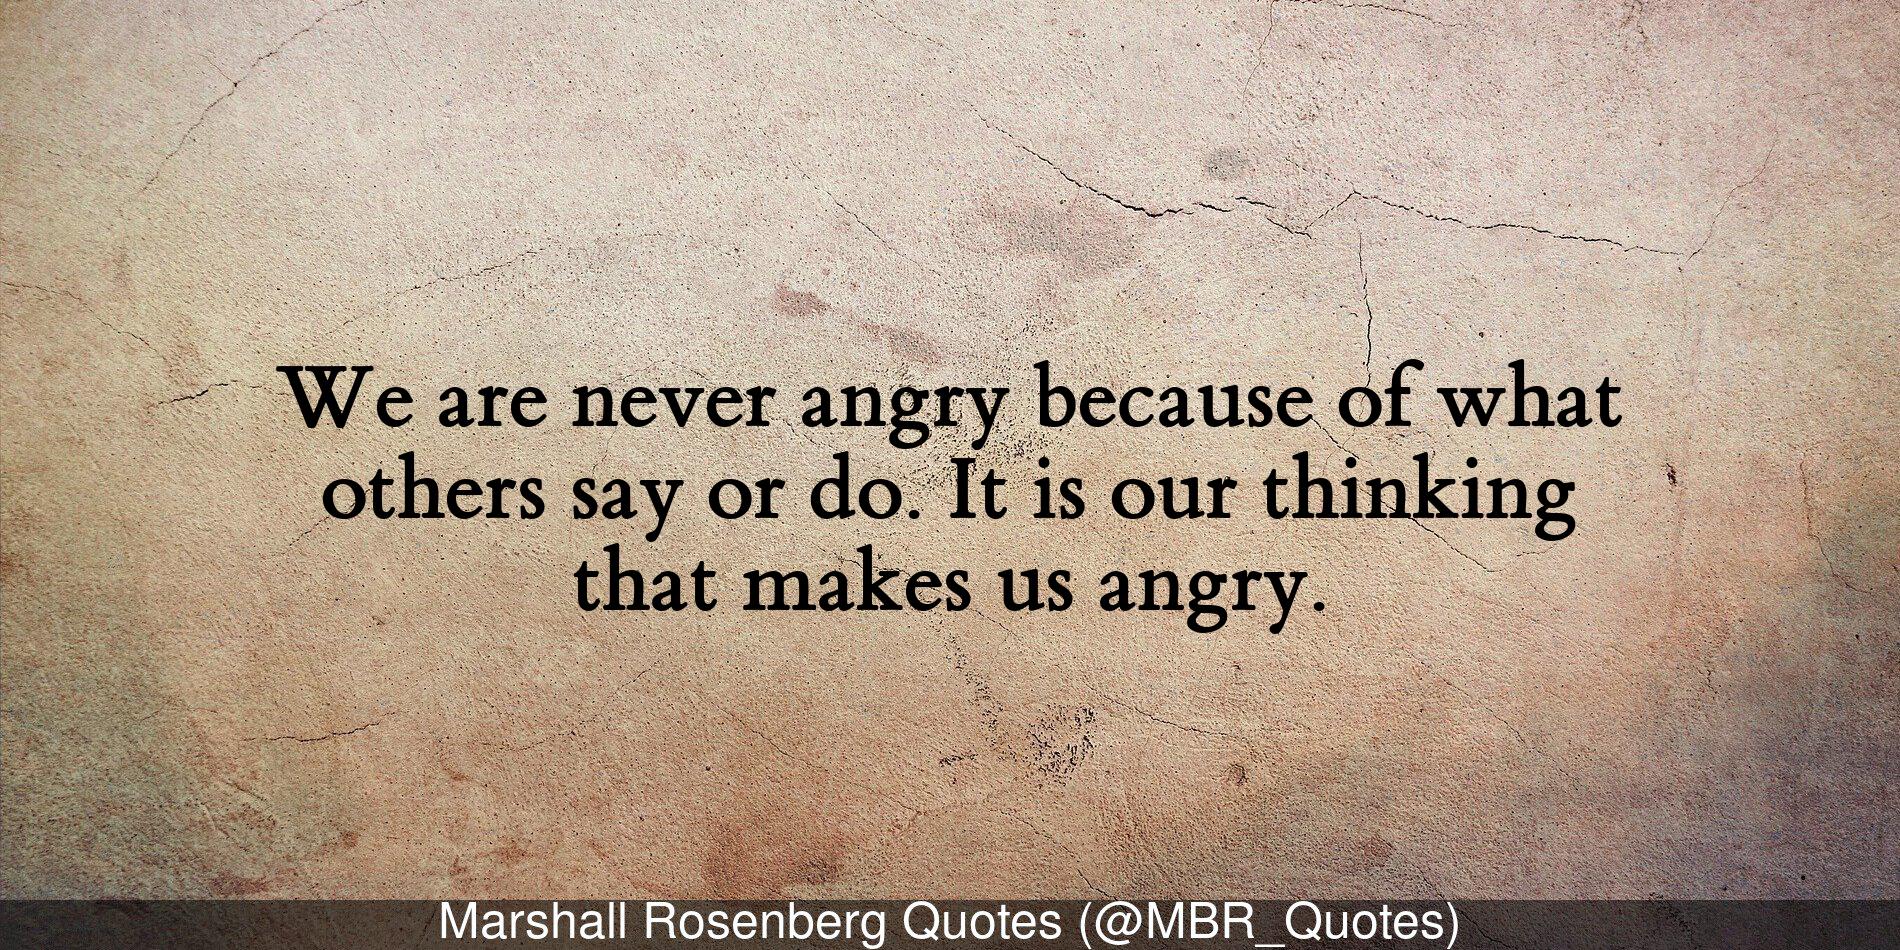 We are never angry because of what
others say or do. It is our thinking
that makes us angry.
Marshall Rosenberg Quotes (@MBR_Quotes)